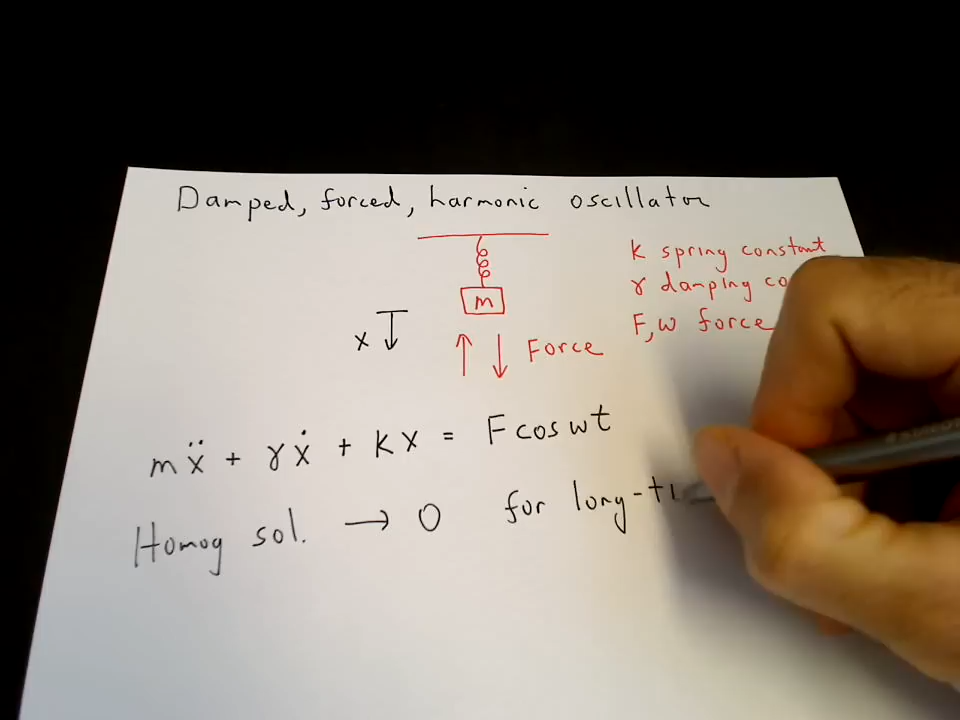 Damped, forced, harmonic oscillator
k spring constant
γ damping
F, ω force
m
x
Force
mẍ + γẋ + kx = F cos ωt
Homog sol. → 0 for long-